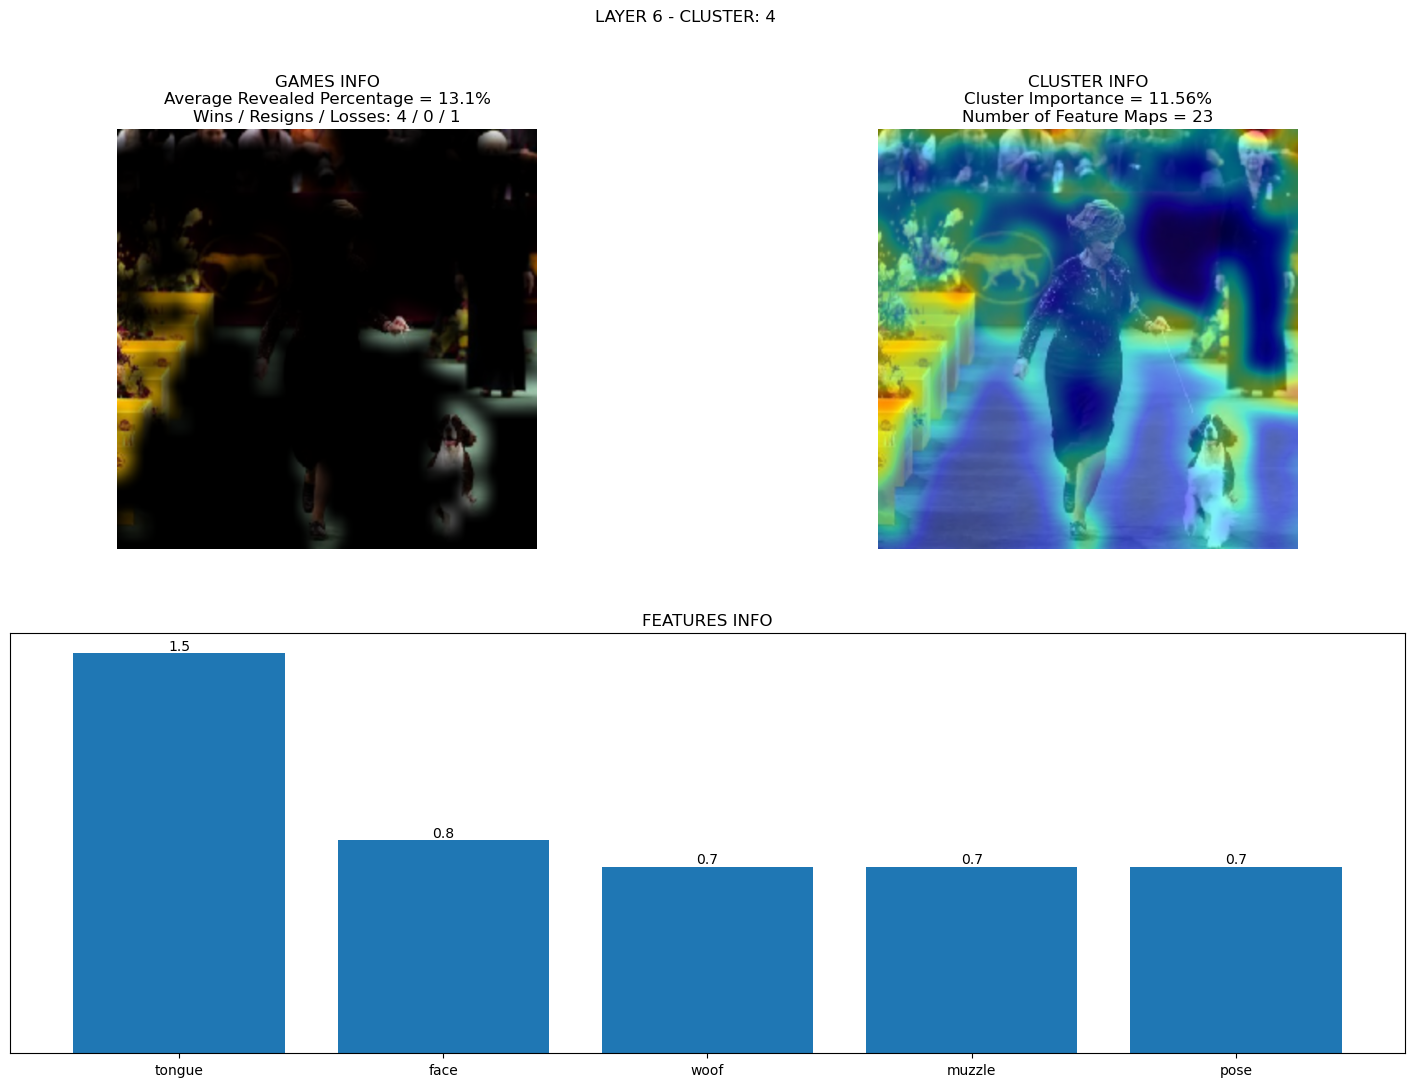 LAYER 6 - CLUSTER: 4
GAMES INFO
Average Revealed Percentage = 13.1%
Wins / Resigns / Losses: 4 / 0 / 1
CLUSTER INFO
Cluster Importance = 11.56%
Number of Feature Maps = 23
FEATURES INFO
1.5
0.8
0.7
0.7
0.7
tongue
face
woof
muzzle
pose